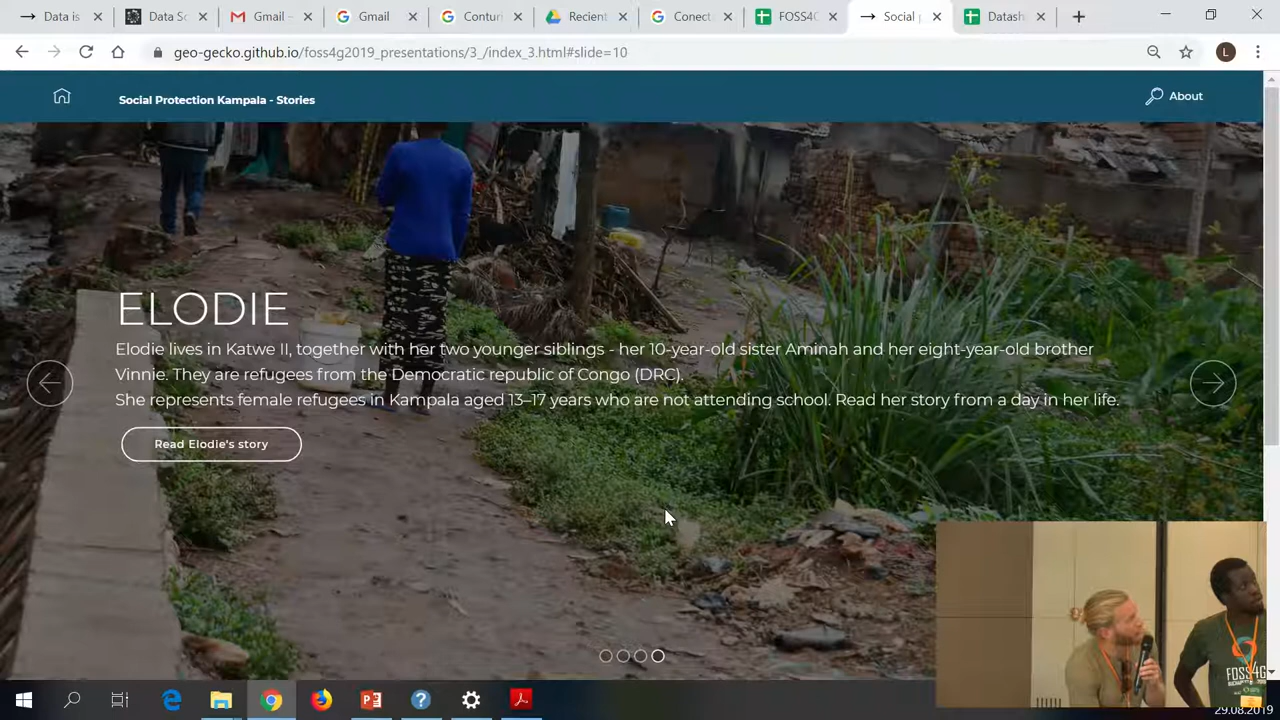 Data is
Data Sc
Gmail –
Gmail
Contur
Recient
Conex
FOSS4G
Social p
Datash
geo-gecko.github.io/foss4g2019_presentations/3_/index_3.html#slide=10
L
Social Protection Kampala - Stories
About
ELODIE
Elodie lives in Katwe II, together with her two younger siblings - her 10-year-old sister Aminah and her eight-year-old brother
Vinnie. They are refugees from the Democratic republic of Congo (DRC).
She represents female refugees in Kampala aged 13–17 years who are not attending school. Read her story from a day in her life.
Read Elodie's story
FOSS4G
29.08.2019